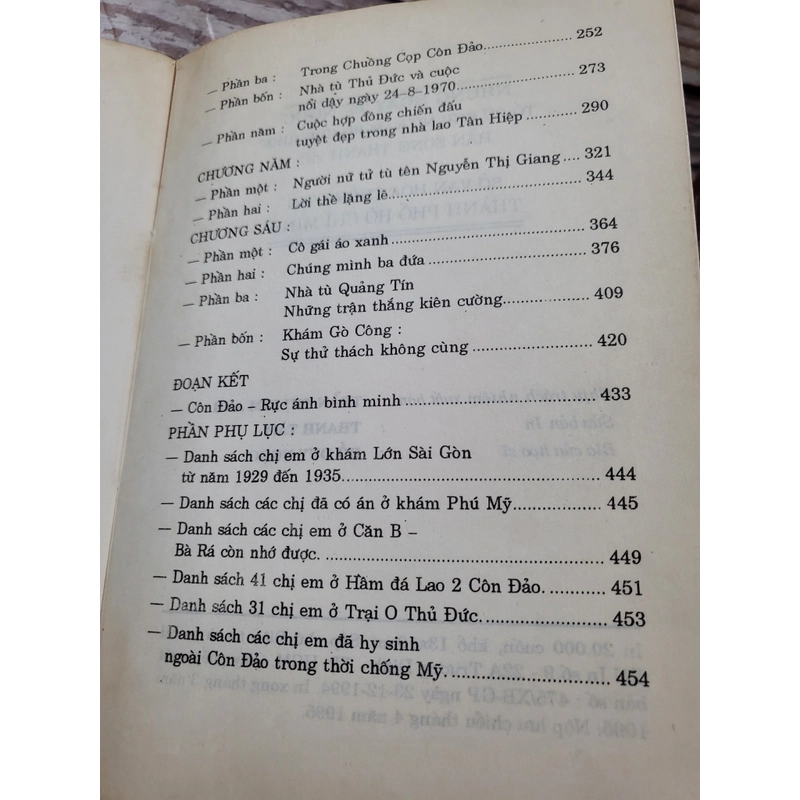 — Phần ba : Trong Chuồng Cọp Côn Đảo..................... 252
— Phần bốn : Nhà tù Thủ Đức và cuộc
nổi dậy ngày 24-8-1970..................... 273
— Phần năm : Cuộc hợp đồng chiến đấu
tuyệt đẹp trong nhà lao Tân Hiệp .......... 290
CHƯƠNG NĂM :
— Phần một : Người nữ tử tù tên Nguyễn Thị Giang .... 321
— Phần hai : Lời thề lặng lẽ.............................. 344
CHƯƠNG SÁU :
— Phần một : Cô gái áo xanh .............................. 364
— Phần hai : Chúng mình ba đứa ......................... 376
— Phần ba : Nhà tù Quảng Tín
Những trận thắng kiên cường................ 409
— Phần bốn : Khám Gò Công :
Sự thử thách không cùng ................... 420
ĐOẠN KẾT
— Côn Đảo – Rực ánh bình minh ............................ 433
PHẦN PHỤ LỤC :
— Danh sách chị em ở khám Lớn Sài Gòn
từ năm 1929 đến 1935...................................... 444
— Danh sách các chị đã có án ở khám Phú Mỹ................. 445
— Danh sách các chị em ở Căn B –
Bà Rá còn nhớ được. ....................................... 449
— Danh sách 41 chị em ở Hầm đá Lao 2 Côn Đảo. ........... 451
— Danh sách 31 chị em ở Trại O Thủ Đức. .................... 453
— Danh sách các chị em đã hy sinh
ngoài Côn Đảo trong thời chống Mỹ. ....................... 454